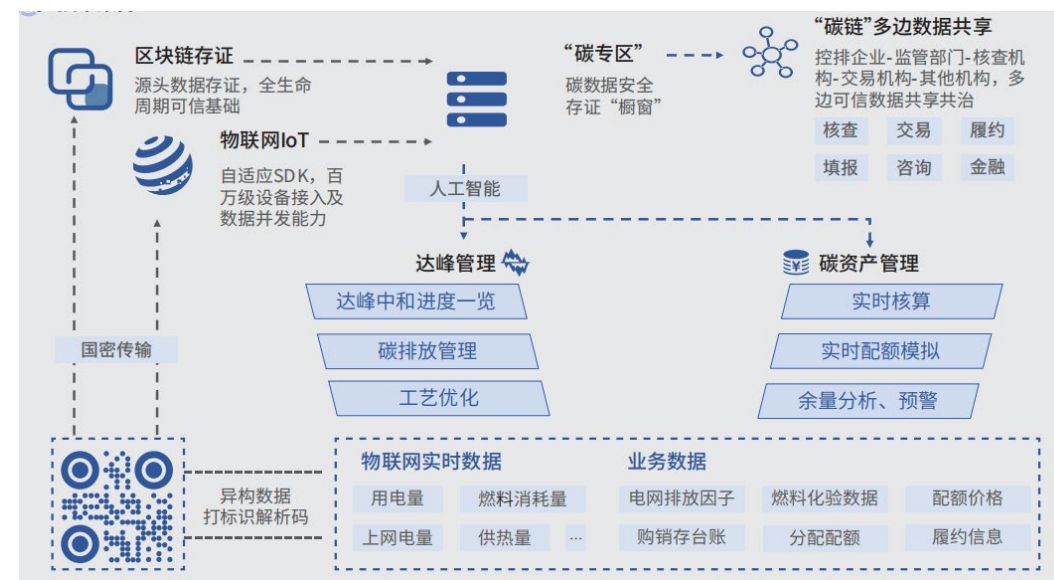 区块链存证
源头数据存证，全生命
周期可信基础
物联网IoT
自适应SDK，百
万级设备接入及
数据并发能力
“碳专区”
碳数据安全
存证“橱窗”
“碳链”多边数据共享
控排企业-监管部门-核查机
构-交易机构-其他机构，多
边可信数据共享共治
核查 交易 履约
填报 咨询 金融
人工智能
达峰管理
达峰中和进度一览
碳排放管理
工艺优化
碳资产管理
¥
实时核算
实时配额模拟
余量分析、预警
国密传输
异构数据
打标识解析码
物联网实时数据
用电量 燃料消耗量
上网电量 供热量 ...
业务数据
电网排放因子 燃料化验数据 配额价格
购销存台账 分配配额 履约信息